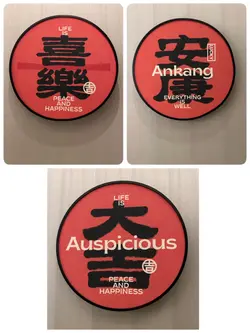 LIFE
IS
喜樂
吉
PEACE
AND
HAPPINESS
安康
Ankang
EVERYTHING
IS
WELL
LIFE
IS
大吉
Auspicious
吉
PEACE
AND
HAPPINESS